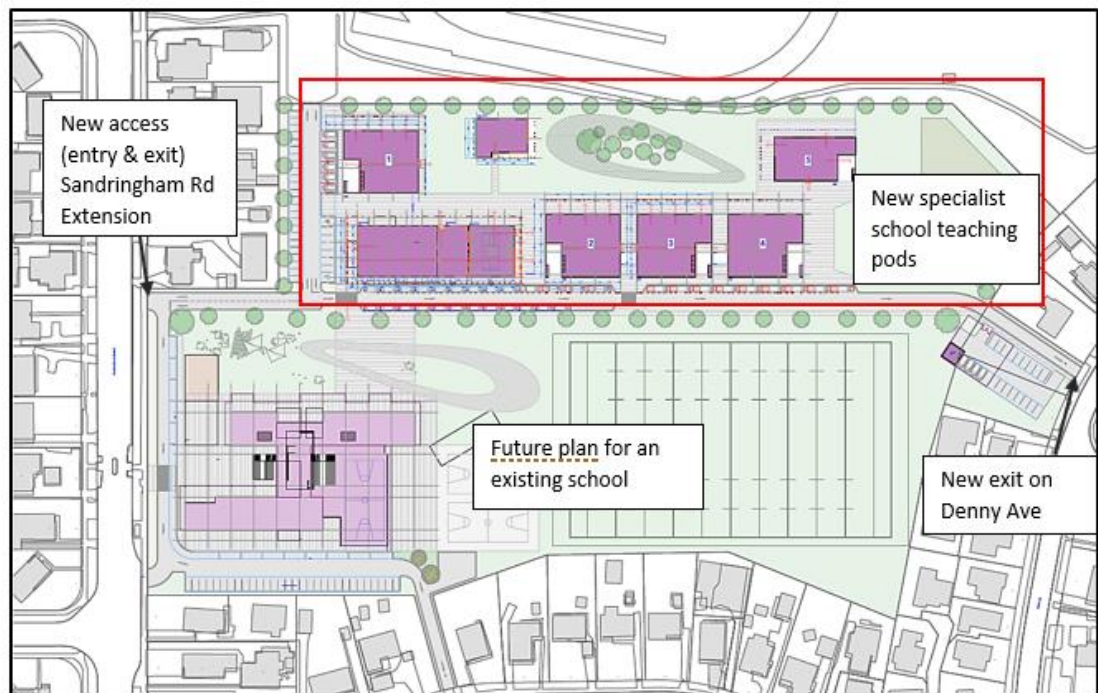 New access
(entry & exit)
Sandringham Rd
Extension
1
5
New specialist
school teaching
pods
2
3
4
Future plan for an
existing school
New exit on
Denny Ave